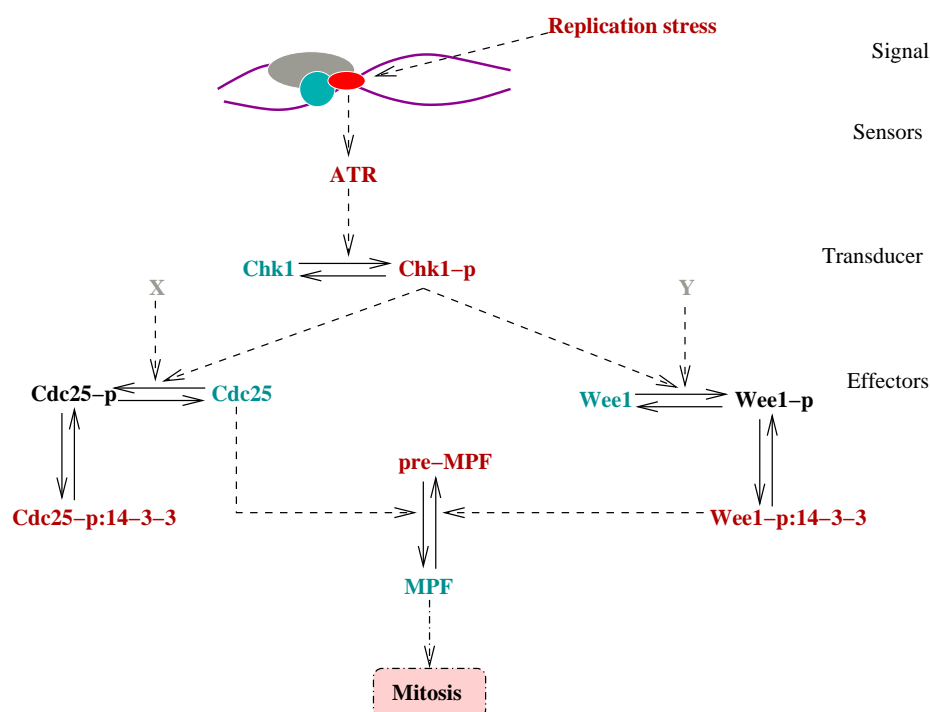 Replication stress
Signal
Sensors
ATR
Transducer
Chk1
Chk1–p
X
Y
Effectors
Cdc25–p
Cdc25
Wee1
Wee1–p
pre–MPF
Cdc25–p:14–3–3
Wee1–p:14–3–3
MPF
Mitosis